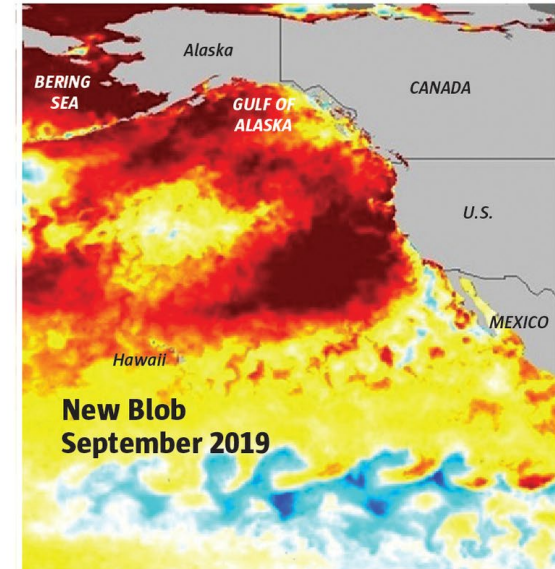 Alaska
BERING
SEA
CANADA
GULF OF
ALASKA
U.S.
MEXICO
Hawaii
New Blob
September 2019